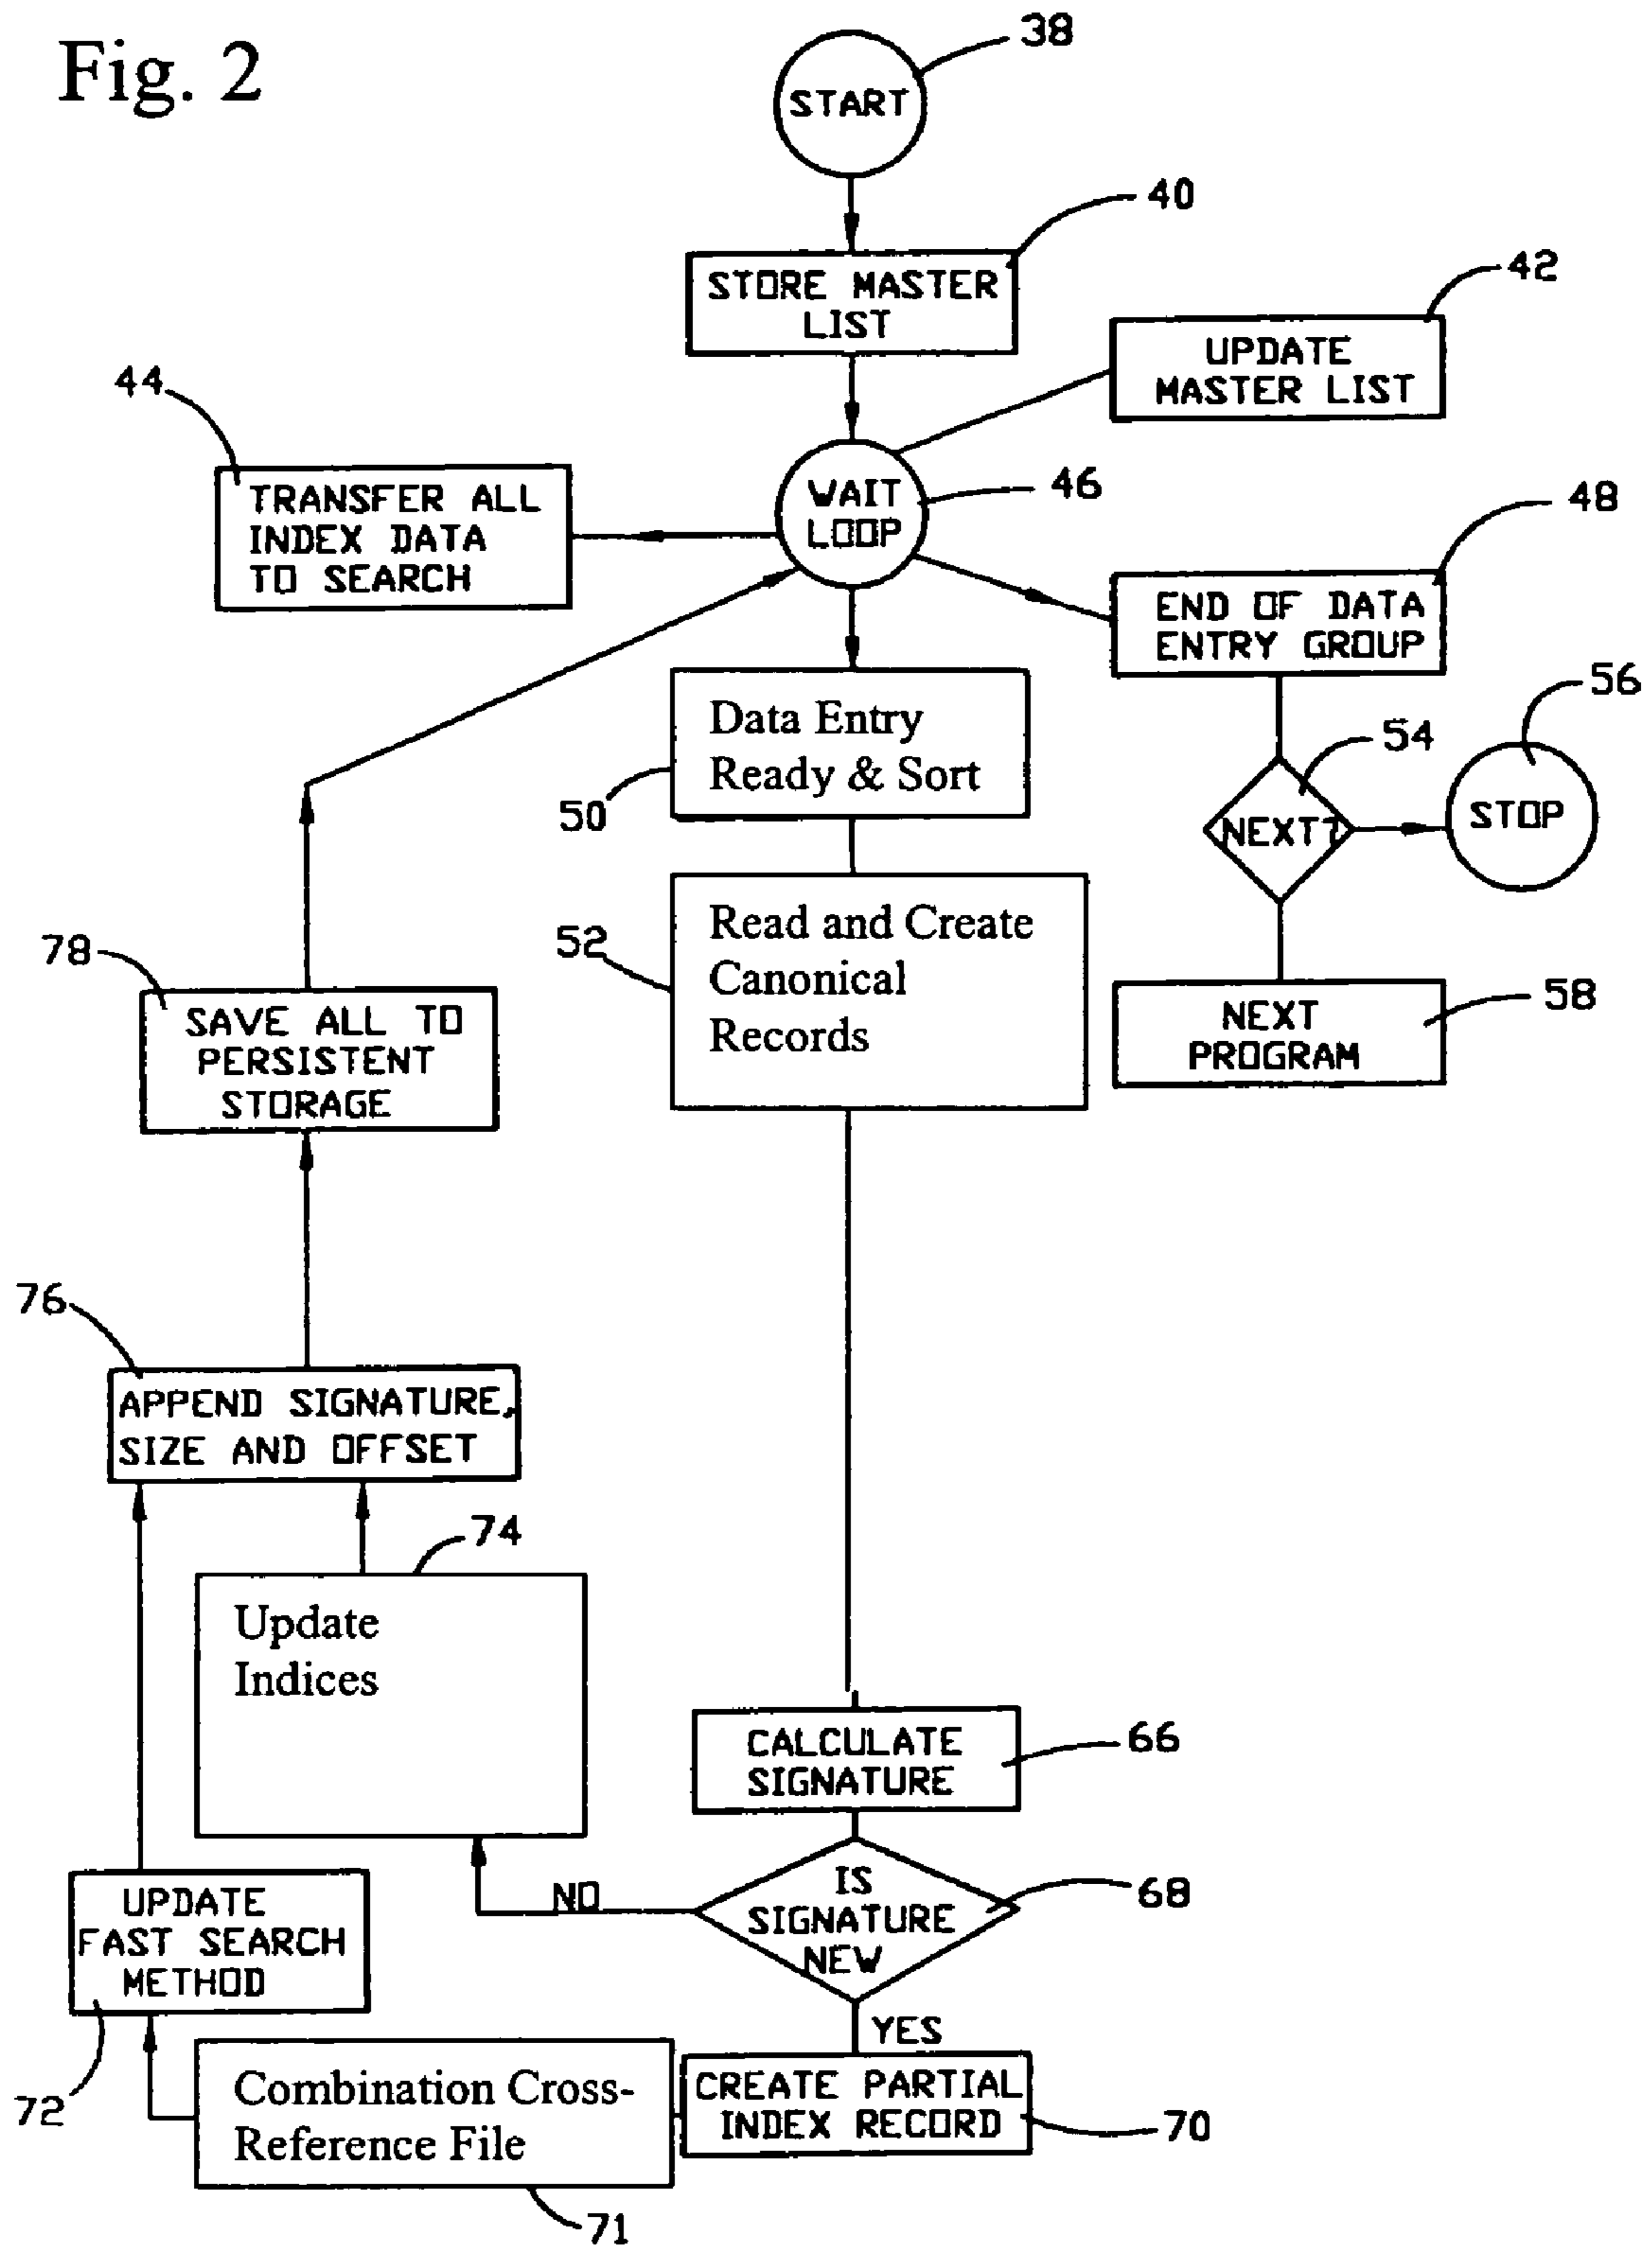 Fig. 2
38
START
40
STORE MASTER
LIST
42
UPDATE
MASTER LIST
44
TRANSFER ALL
INDEX DATA
TO SEARCH
WAIT
LOOP
46
48
END OF DATA
ENTRY GROUP
Data Entry
Ready & Sort
50
54
NEXT?
56
STOP
52
Read and Create
Canonical
Records
58
NEXT
PROGRAM
78
SAVE ALL TO
PERSISTENT
STORAGE
76
APPEND SIGNATURE,
SIZE AND OFFSET
74
Update
Indices
CALCULATE
SIGNATURE
66
IS
SIGNATURE
NEW
68
NO
YES
UPDATE
FAST SEARCH
METHOD
72
Combination Cross-
Reference File
71
CREATE PARTIAL
INDEX RECORD
70